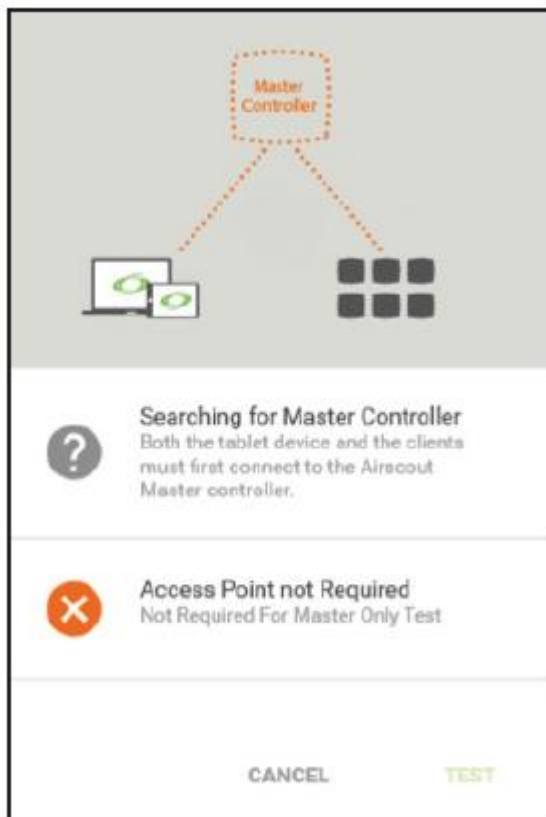 Master
Controller
Searching for Master Controller
Both the tablet device and the clients
must first connect to the Airscout
Master controller.
Access Point not Required
Not Required For Master Only Test
CANCEL TEST